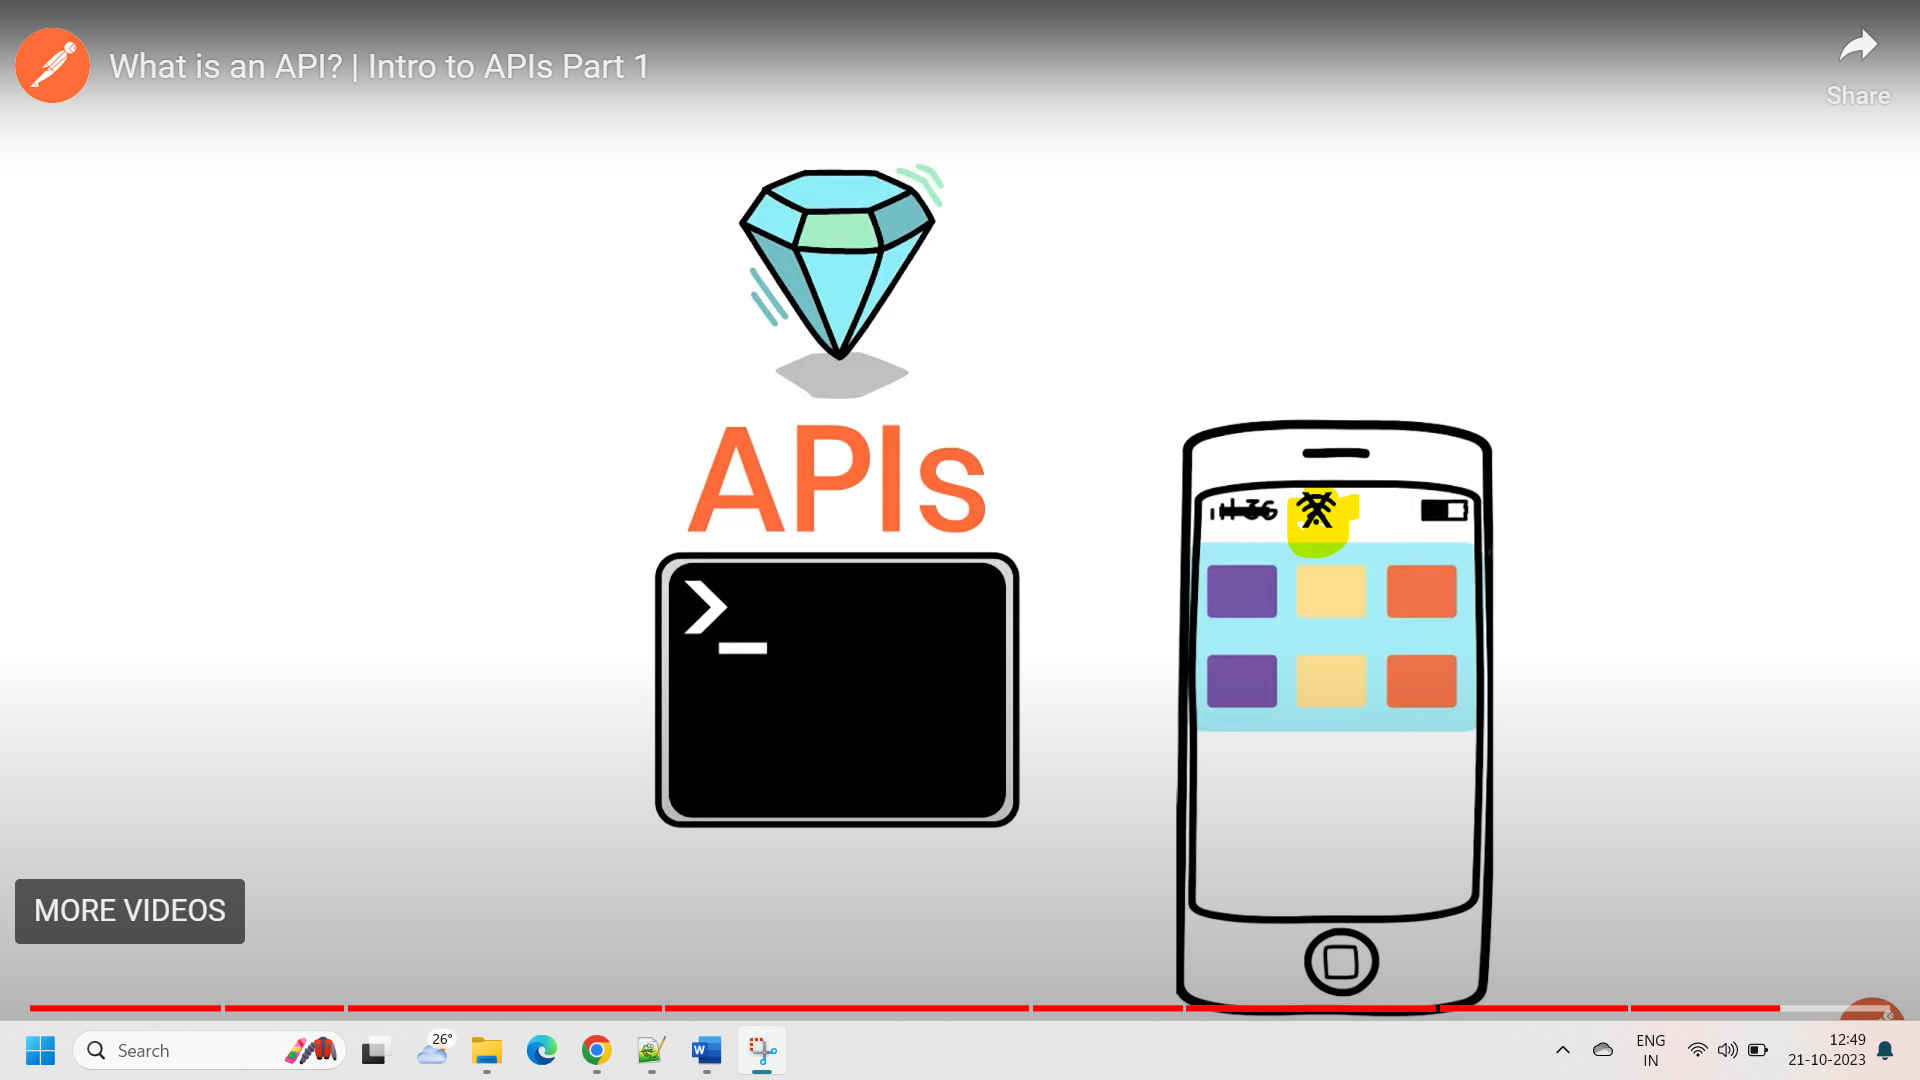 What is an API? | Intro to APIs Part 1
Share
APIs
3G
>_
MORE VIDEOS
Search
26°
ENG
IN
12:49
21-10-2023